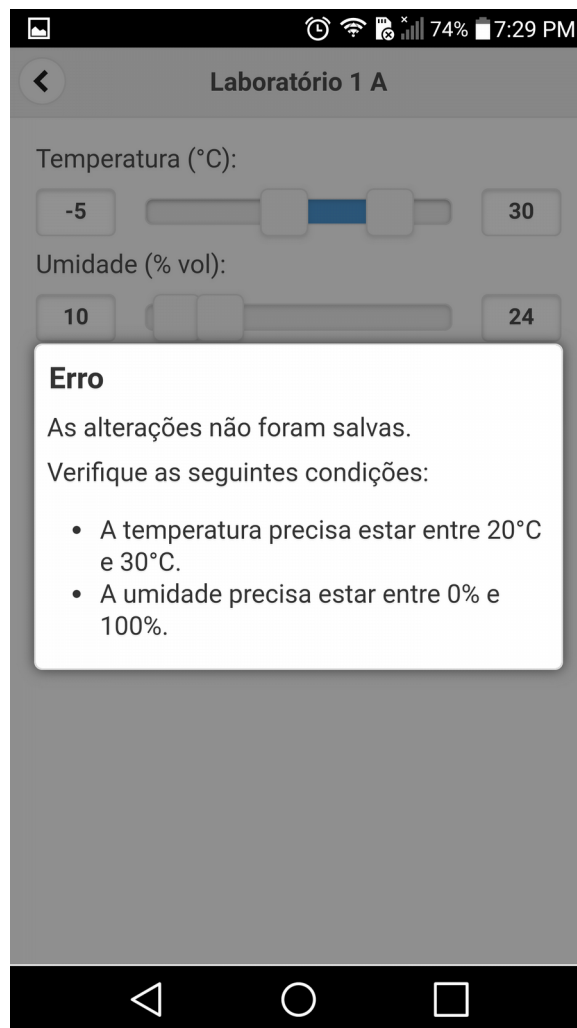 74% 7:29 PM
Laboratório 1 A
Temperatura (°C):
-5 30
Umidade (% vol):
10 24
Erro
As alterações não foram salvas.
Verifique as seguintes condições:
• A temperatura precisa estar entre 20°C
e 30°C.
• A umidade precisa estar entre 0% e
100%.